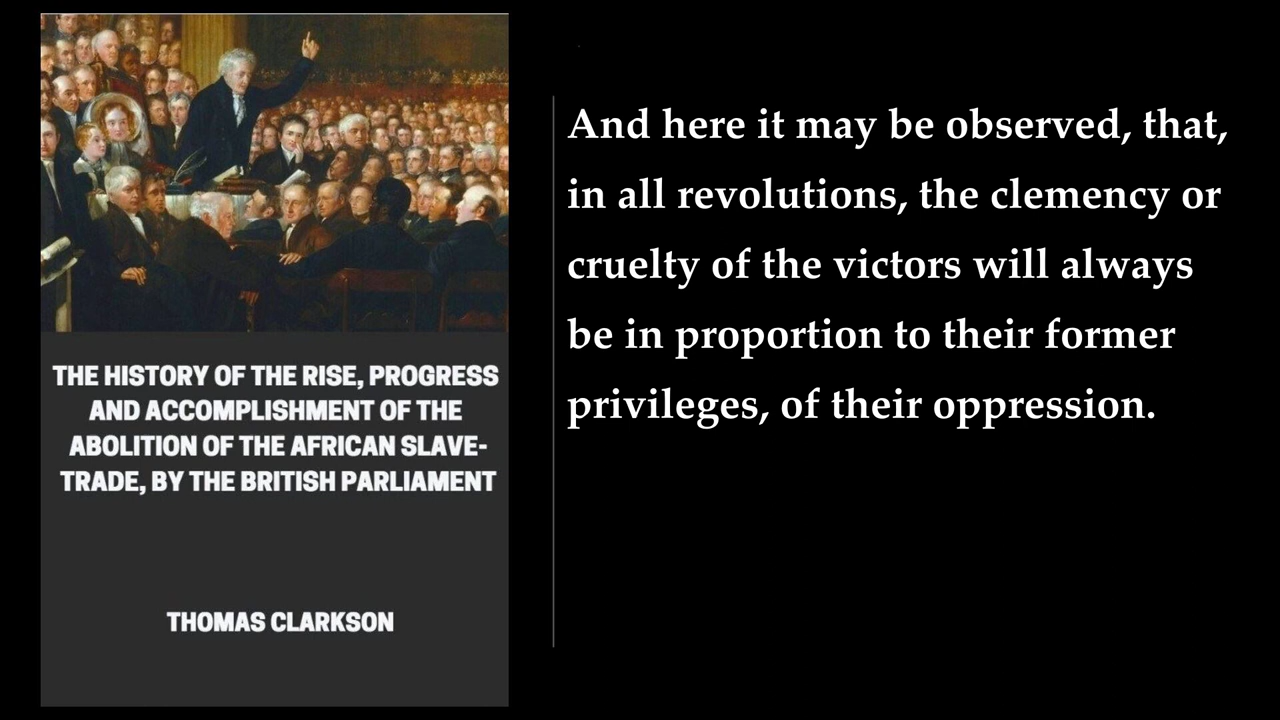 THE HISTORY OF THE RISE, PROGRESS
AND ACCOMPLISHMENT OF THE
ABOLITION OF THE AFRICAN SLAVE-
TRADE, BY THE BRITISH PARLIAMENT
THOMAS CLARKSON
And here it may be observed, that,
in all revolutions, the clemency or
cruelty of the victors will always
be in proportion to their former
privileges, of their oppression.